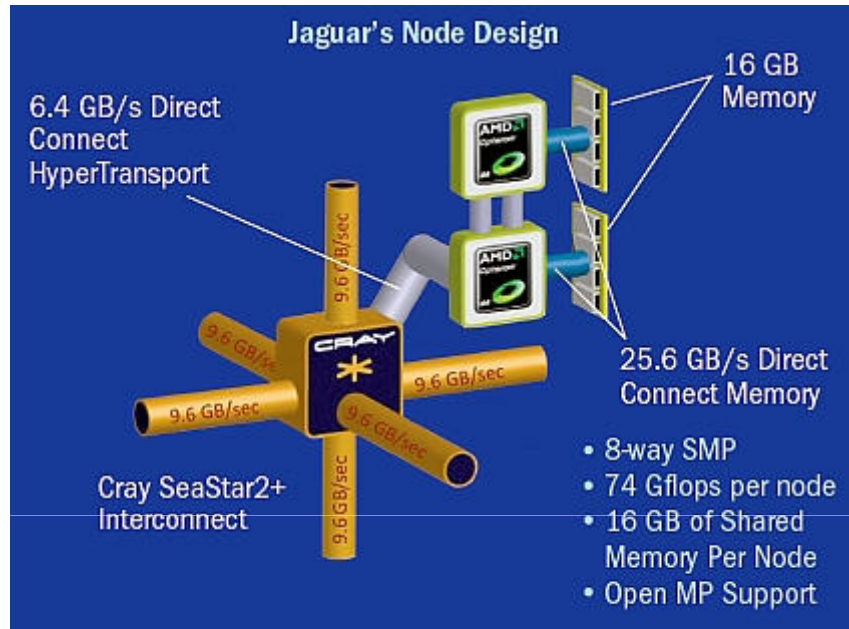 Jaguar's Node Design
16 GB
Memory
6.4 GB/s Direct
Connect
HyperTransport
AMD
Opteron
AMD
Opteron
9.6 GB/sec
9.6 GB/sec
CRAY
9.6 GB/sec
9.6 GB/sec
9.6 GB/sec
9.6 GB/sec
25.6 GB/s Direct
Connect Memory
Cray SeaStar2+
Interconnect
• 8-way SMP
• 74 Gflops per node
• 16 GB of Shared
Memory Per Node
• Open MP Support